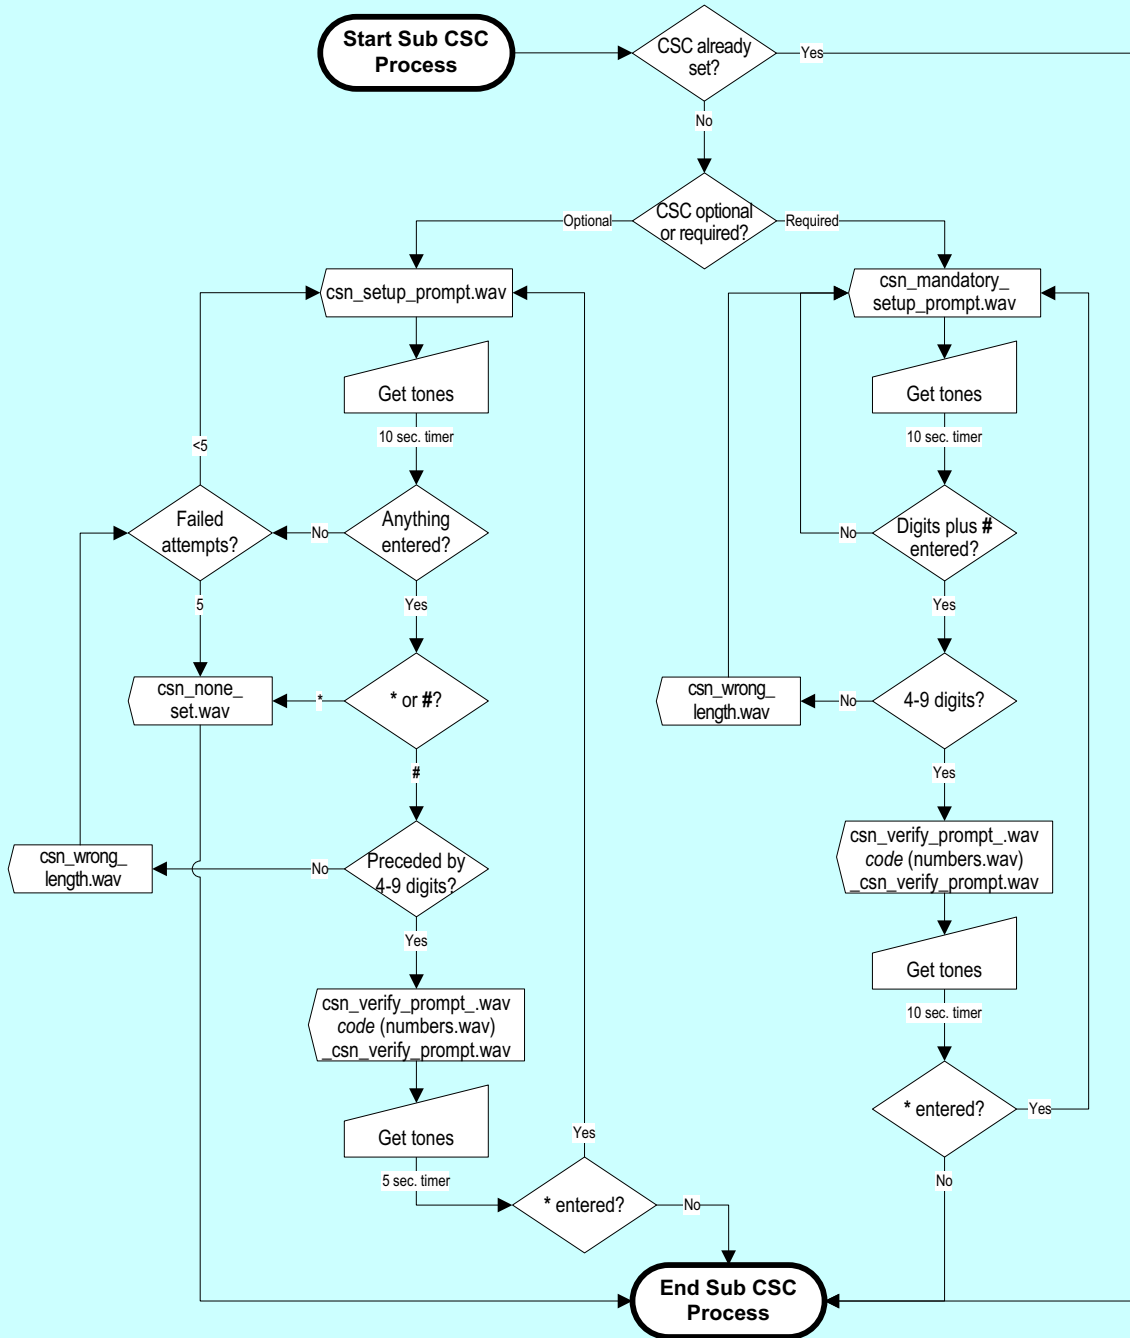 Start Sub CSC
Process
CSC already
set?
Yes
No
CSC optional
or required?
Optional
Required
csn_setup_prompt.wav
Get tones
10 sec. timer
Anything
entered?
No
Failed
attempts?
<5
5
Yes
* or #?
*
csn_none_
set.wav
#
Preceded by
4-9 digits?
No
csn_wrong_
length.wav
Yes
csn_verify_prompt_.wav
code (numbers.wav)
_csn_verify_prompt.wav
Get tones
5 sec. timer
* entered?
Yes
No
csn_mandatory_
setup_prompt.wav
Get tones
10 sec. timer
Digits plus #
entered?
No
Yes
4-9 digits?
No
csn_wrong_
length.wav
Yes
csn_verify_prompt_.wav
code (numbers.wav)
_csn_verify_prompt.wav
Get tones
10 sec. timer
* entered?
Yes
No
End Sub CSC
Process